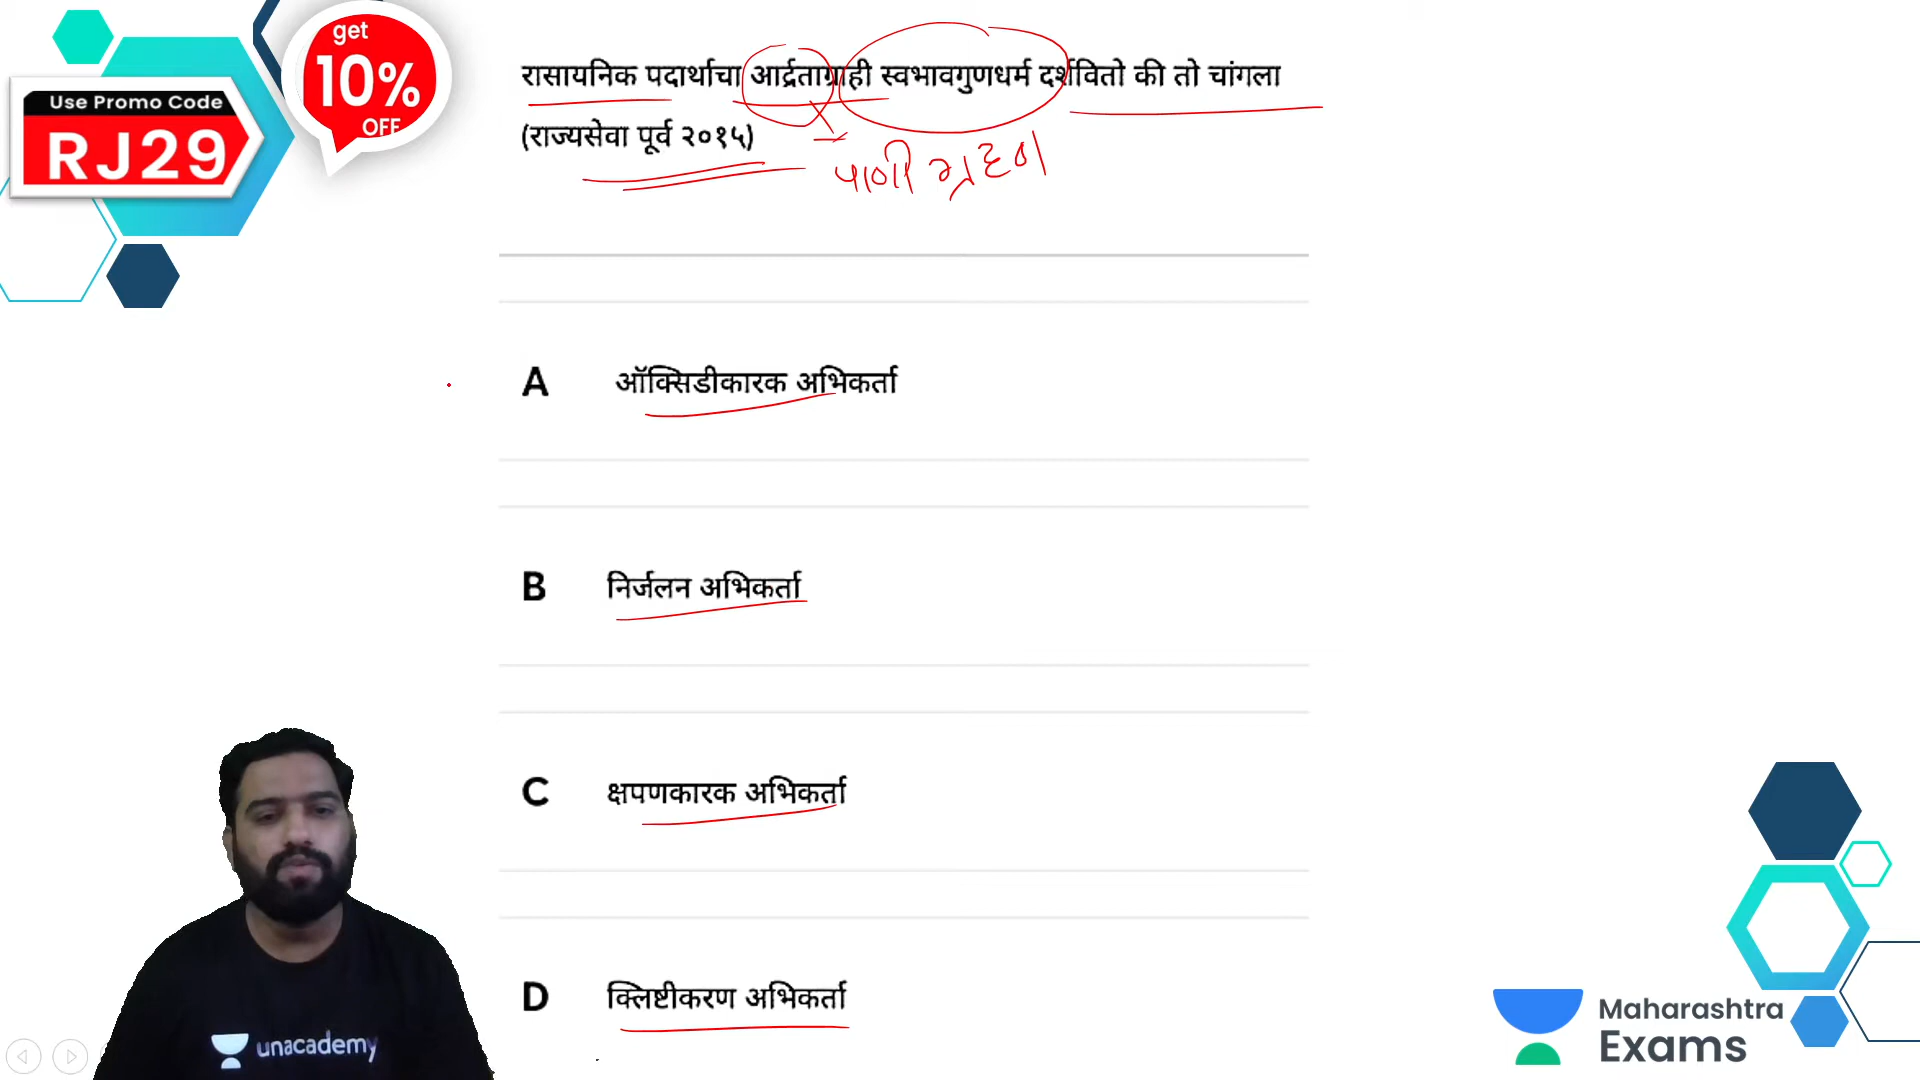 get
10%
OFF
Use Promo Code
RJ29
रासायनिक पदार्थाचा आर्द्रताग्राही स्वभावगुणधर्म दर्शवितो की तो चांगला
(राज्यसेवा पूर्व २०१५)
पाणी ग्रहण
A ऑक्सिडीकारक अभिकर्ता
B निर्जलन अभिकर्ता
C क्षपणकारक अभिकर्ता
D क्लिष्टीकरण अभिकर्ता
unacademy
Maharashtra
Exams